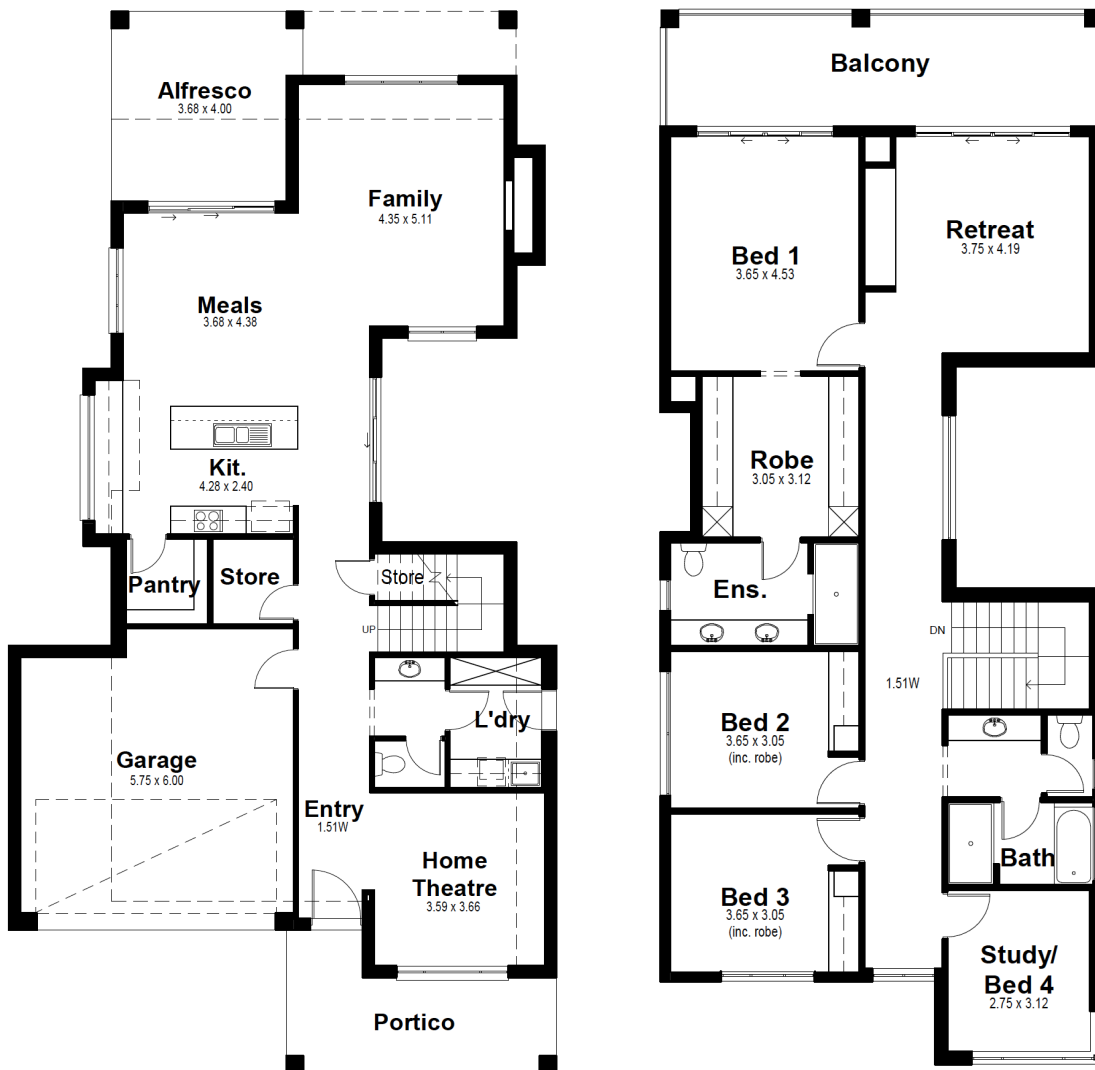 Alfresco
3.68 x 4.00
Family
4.35 x 5.11
Meals
3.68 x 4.38
Kit.
4.28 x 2.40
Pantry
Store
Store
UP
L'dry
Garage
5.75 x 6.00
Entry
1.51W
Home
Theatre
3.59 x 3.66
Portico
Balcony
Bed 1
3.65 x 4.53
Retreat
3.75 x 4.19
Robe
3.05 x 3.12
Ens.
DN
1.51W
Bed 2
3.65 x 3.05
(inc. robe)
Bath
Bed 3
3.65 x 3.05
(inc. robe)
Study/
Bed 4
2.75 x 3.12